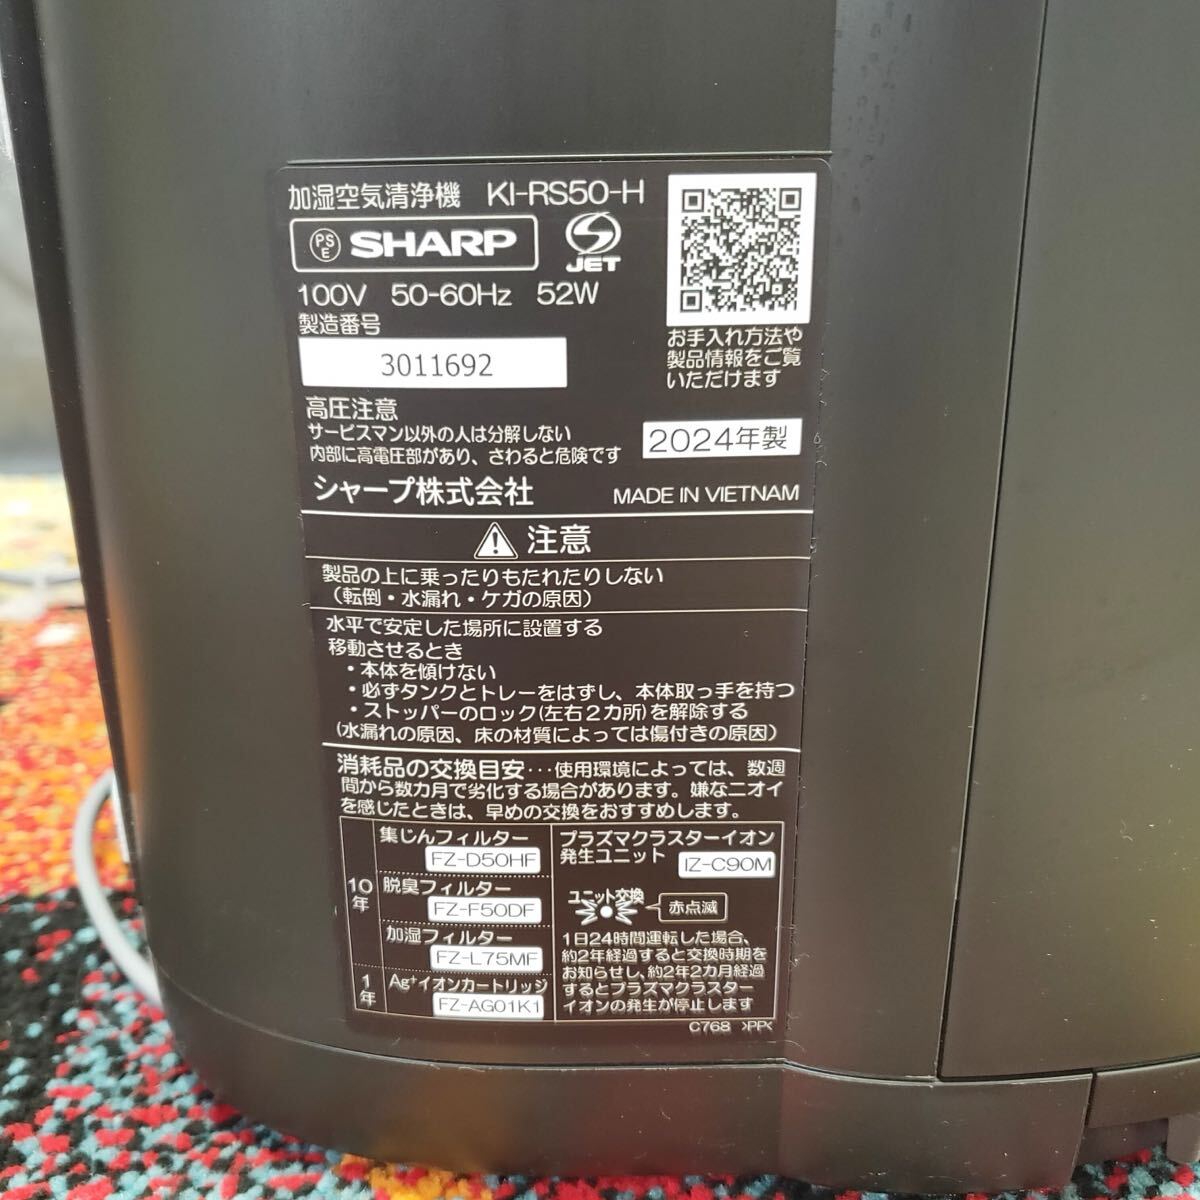 加湿空気清浄機 KI-RS50-H
PS E SHARP JET
100V 50-60Hz 52W
製造番号
3011692
お手入れ方法や
製品情報をご覧
いただけます
高圧注意
サービスマン以外の人は分解しない
内部に高電圧部があり、さわると危険です
2024年製
シャープ株式会社 MADE IN VIETNAM
注意
製品の上に乗ったりもたれたりしない
(転倒・水漏れ・ケガの原因)
水平で安定した場所に設置する
移動させるとき
・本体を傾けない
・必ずタンクとトレーをはずし、本体取っ手を持つ
・ストッパーのロック(左右2カ所)を解除する
(水漏れの原因、床の材質によっては傷付きの原因)
消耗品の交換目安…使用環境によっては、数週
間から数カ月で劣化する場合があります。嫌なニオイ
を感じたときは、早めの交換をおすすめします。
10年
集じんフィルター
FZ-D50HF
脱臭フィルター
FZ-F50DF
加湿フィルター
FZ-L75MF
1年
Ag+イオンカートリッジ
FZ-AG01K1
プラズマクラスターイオン
発生ユニット IZ-C90M
ユニット交換
赤点滅
1日24時間運転した場合、
約2年経過すると交換時期を
お知らせし、約2年2カ月経過
するとプラズマクラスター
イオンの発生が停止します
C768 >PP<